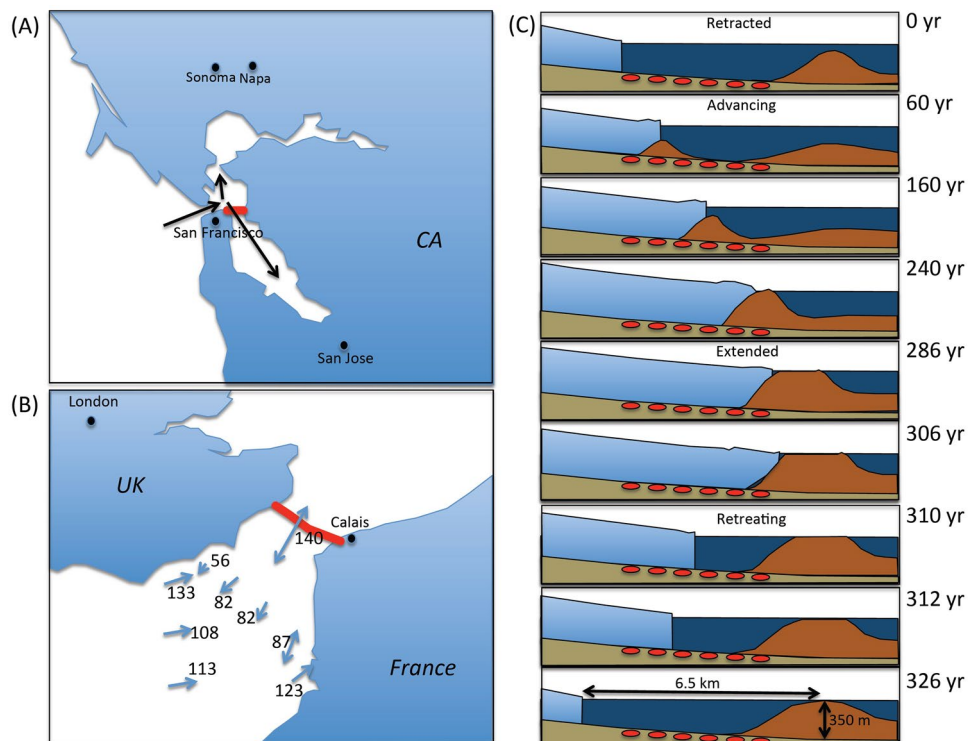 (A)
Sonoma Napa
San Francisco
CA
San Jose
(B)
London
UK
Calais
140
56
133
82
82
108
87
113
123
France
(C)
Retracted
0 yr
Advancing
60 yr
160 yr
240 yr
Extended
286 yr
306 yr
Retreating
310 yr
312 yr
6.5 km
326 yr
350 m